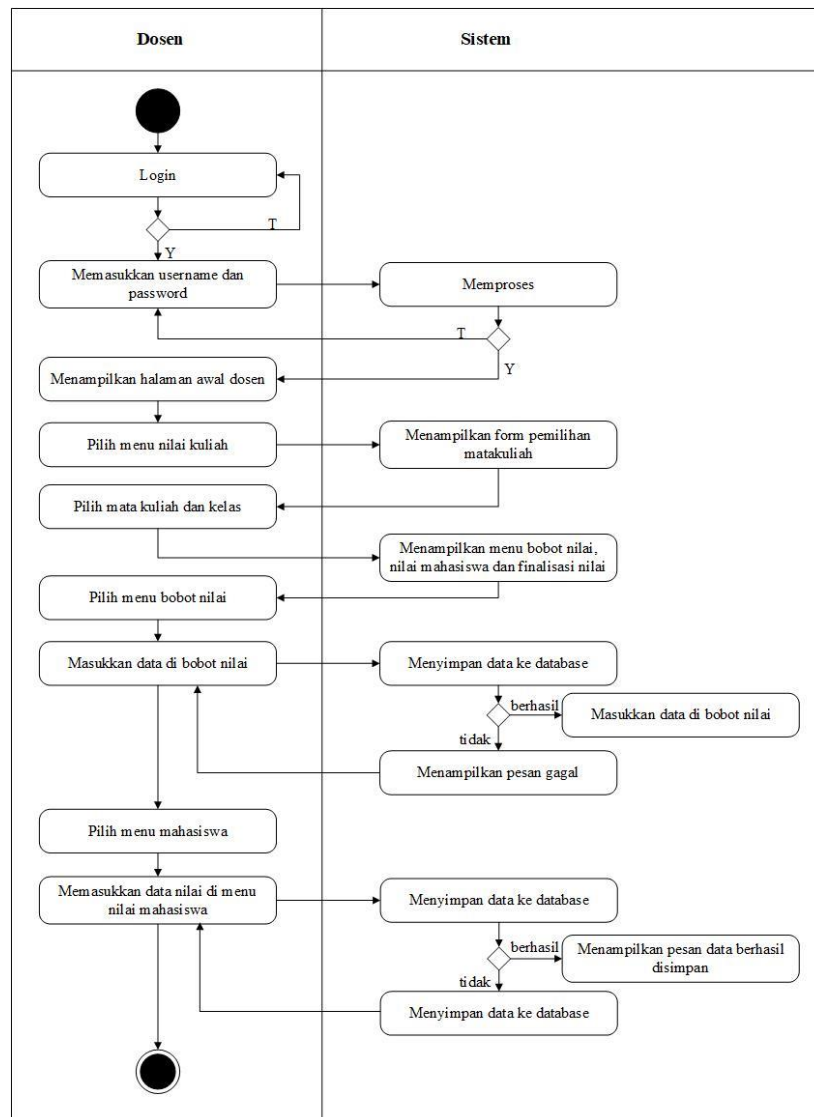 Dosen
Sistem
Login
T
Y
Memasukkan username dan
password
Memproses
T
Y
Menampilkan halaman awal dosen
Pilih menu nilai kuliah
Menampilkan form pemilihan
matakuliah
Pilih mata kuliah dan kelas
Menampilkan menu bobot nilai,
nilai mahasiswa dan finalisasi nilai
Pilih menu bobot nilai
Masukkan data di bobot nilai
Menyimpan data ke database
berhasil
Masukkan data di bobot nilai
tidak
Menampilkan pesan gagal
Pilih menu mahasiswa
Memasukkan data nilai di menu
nilai mahasiswa
Menyimpan data ke database
berhasil
Menampilkan pesan data berhasil
disimpan
tidak
Menyimpan data ke database